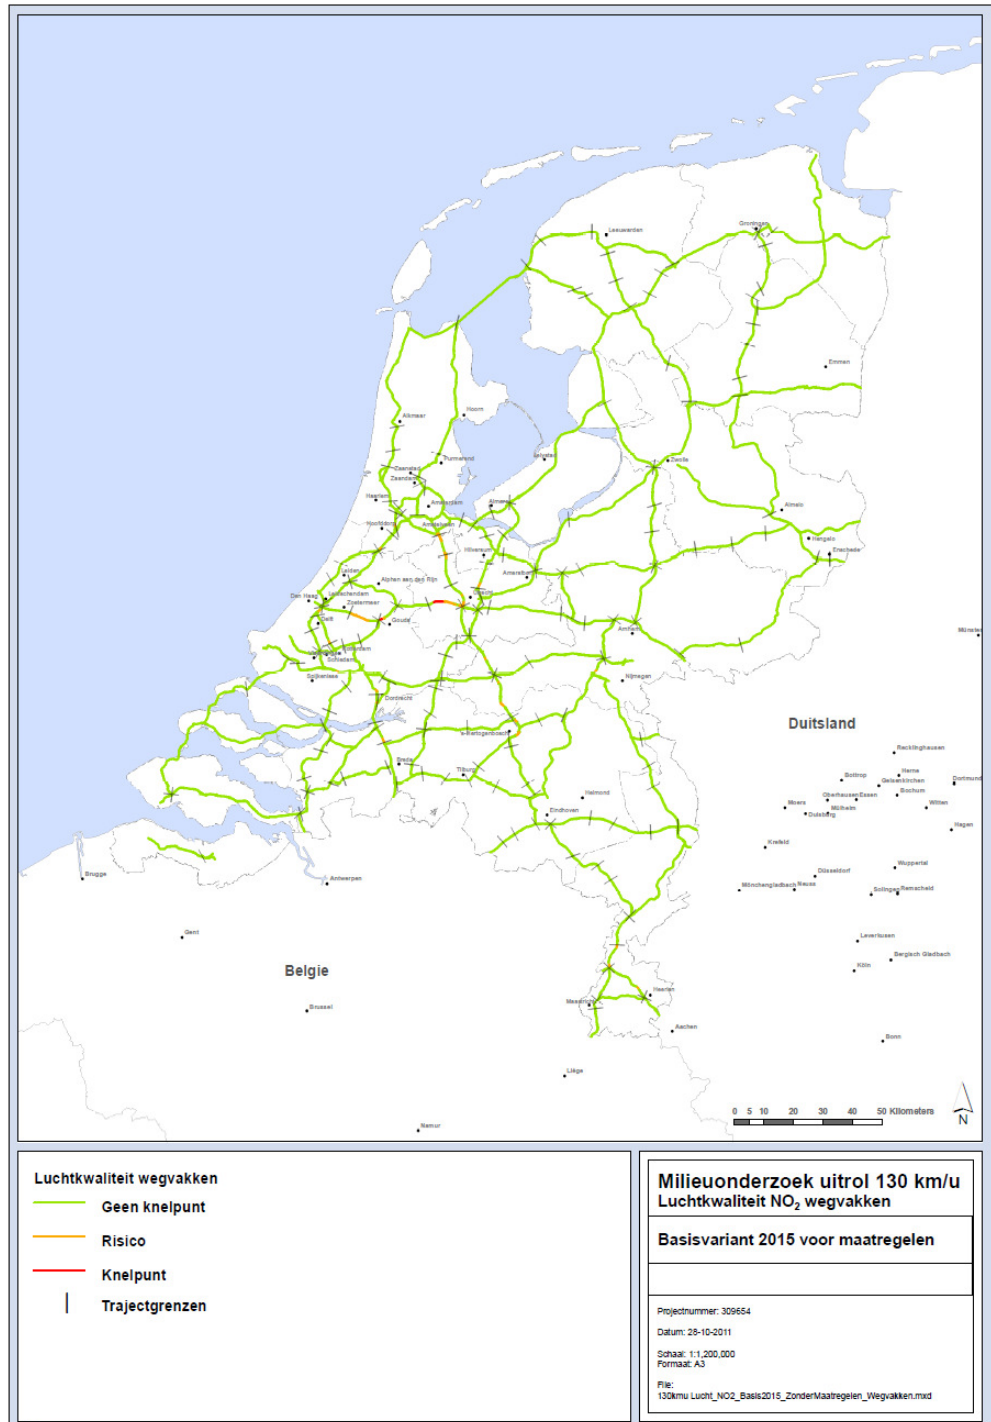 Leeuwarden
Groningen
Emmen
Hoorn
Alkmaar
Purmerend
Lelystad
Zwolle
Zaanstad
Zaandam
Haarlem
Amsterdam
Almere
Almelo
Hoofddorp
Amstelveen
Hengelo
Enschede
Hilversum
Leiden
Alphen aan den Rijn
Amersfoort
Utrecht
Den Haag
Leidschendam
Zoetermeer
Delft
Gouda
Arnhem
Münster
Rotterdam
Schiedam
Spijkenisse
Nijmegen
Dordrecht
Duitsland
's-Hertogenbosch
Breda
Tilburg
Recklinghausen
Bottrop
Herne
Gelsenkirchen
Dortmund
Helmond
Oberhausen
Essen
Bochum
Moers
Mülheim
Witten
Eindhoven
Duisburg
Hagen
Krefeld
Wuppertal
Brugge
Antwerpen
Düsseldorf
Mönchengladbach
Neuss
Solingen
Remscheid
Gent
Leverkusen
Bergisch Gladbach
Belgie
Köln
Heerlen
Maastricht
Brussel
Aachen
Bonn
Liège
Namur
0 5 10 20 30 40 50 Kilometers
N
Luchtkwaliteit wegvakken
Geen knelpunt
Risico
Knelpunt
Trajectgrenzen
Milieuonderzoek uitrol 130 km/u
Luchtkwaliteit NO₂ wegvakken
Basisvariant 2015 voor maatregelen
Projectnummer: 309654
Datum: 28-10-2011
Schaal: 1:1,200,000
Formaat: A3
File:
130kmu Lucht_NO2_Basis2015_ZonderMaatregelen_Wegvakken.mxd